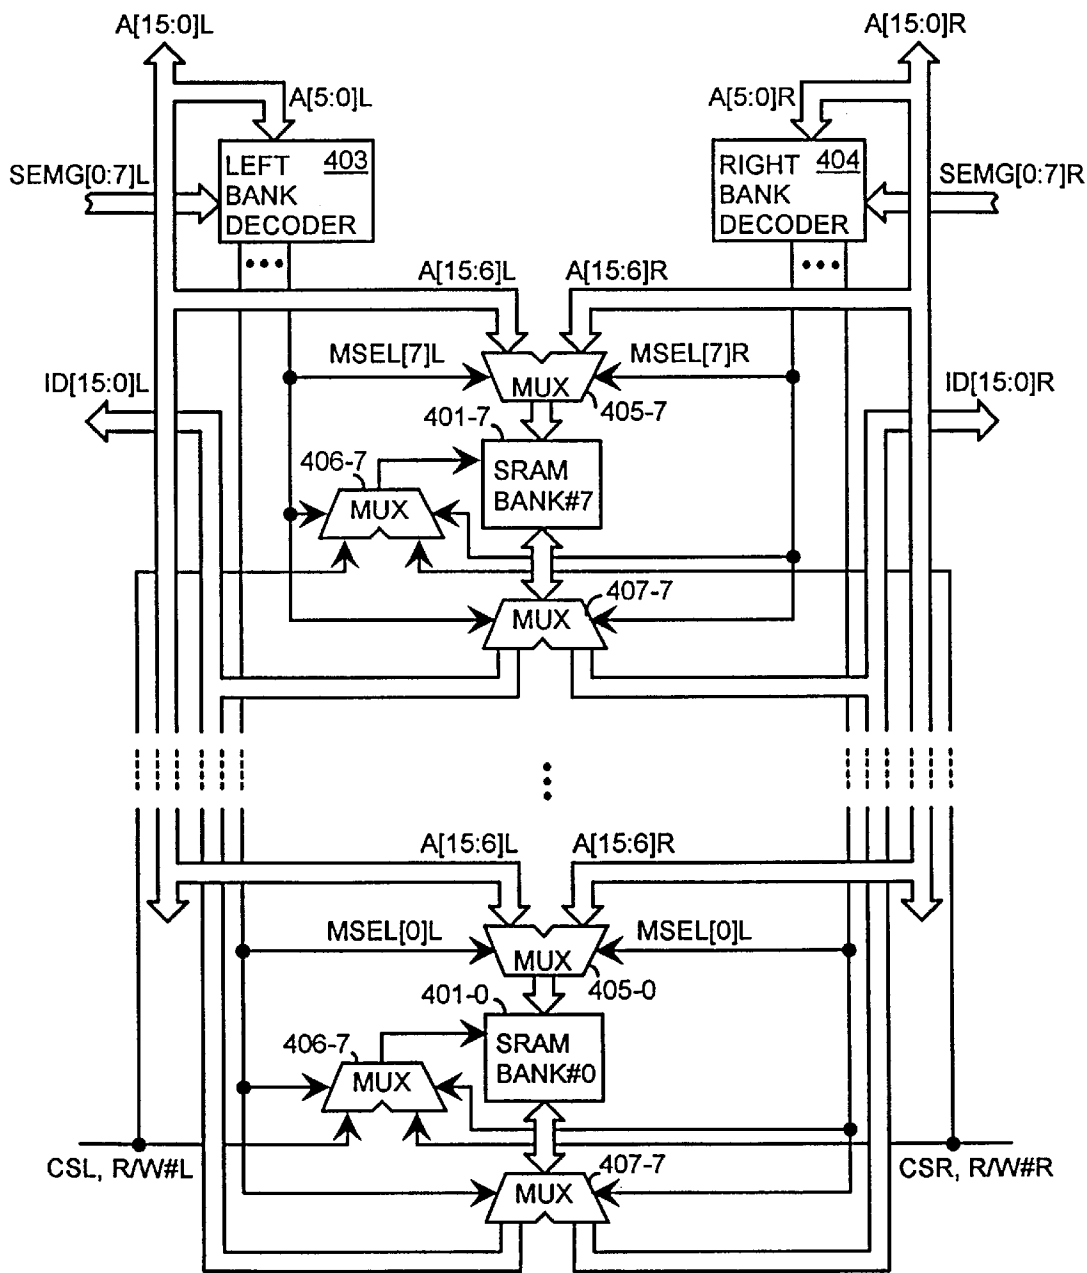 A[15:0]L
A[15:0]R
A[5:0]L
A[5:0]R
LEFT 403
BANK
DECODER
RIGHT 404
BANK
DECODER
SEMG[0:7]L
SEMG[0:7]R
A[15:6]L
A[15:6]R
MSEL[7]L
MSEL[7]R
ID[15:0]L
ID[15:0]R
MUX
405-7
401-7
406-7
SRAM
BANK#7
MUX
407-7
MUX
A[15:6]L
A[15:6]R
MSEL[0]L
MSEL[0]L
MUX
405-0
401-0
406-7
SRAM
BANK#0
MUX
CSL, R/W#L
407-7
CSR, R/W#R
MUX